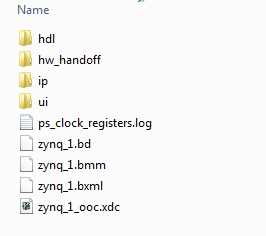 Name
hdl
hw_handoff
ip
ui
ps_clock_registers.log
zynq_1.bd
zynq_1.bmm
zynq_1.bxml
zynq_1_ooc.xdc